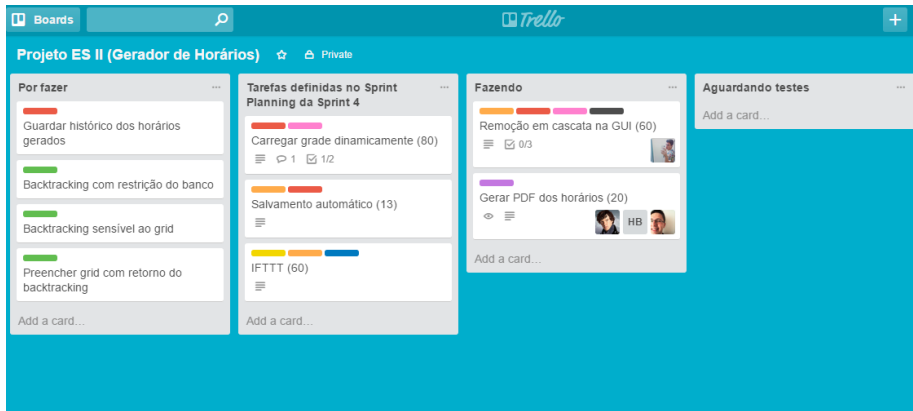 Boards
Trello
+
Projeto ES II (Gerador de Horários)
Private
Por fazer
Guardar histórico dos horários
gerados
Backtracking com restrição do banco
Backtracking sensível ao grid
Preencher grid com retorno do
backtracking
Add a card...
Tarefas definidas no Sprint
Planning da Sprint 4
Carregar grade dinamicamente (80)
1 1/2
Salvamento automático (13)
IFTTT (60)
Add a card...
Fazendo
Remoção em cascata na GUI (60)
0/3
Gerar PDF dos horários (20)
HB
Add a card...
Aguardando testes
Add a card...